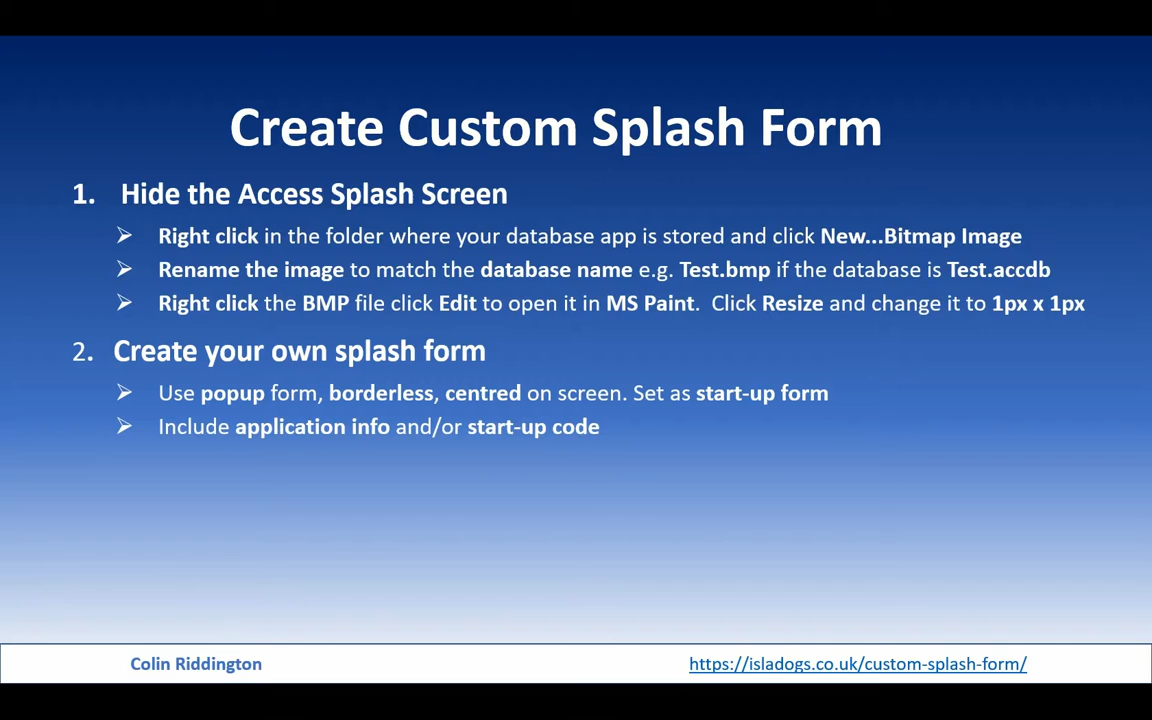 Create Custom Splash Form
1. Hide the Access Splash Screen
➢ Right click in the folder where your database app is stored and click New...Bitmap Image
➢ Rename the image to match the database name e.g. Test.bmp if the database is Test.accdb
➢ Right click the BMP file click Edit to open it in MS Paint. Click Resize and change it to 1px x 1px
2. Create your own splash form
➢ Use popup form, borderless, centred on screen. Set as start-up form
➢ Include application info and/or start-up code
Colin Riddington
https://isladogs.co.uk/custom-splash-form/